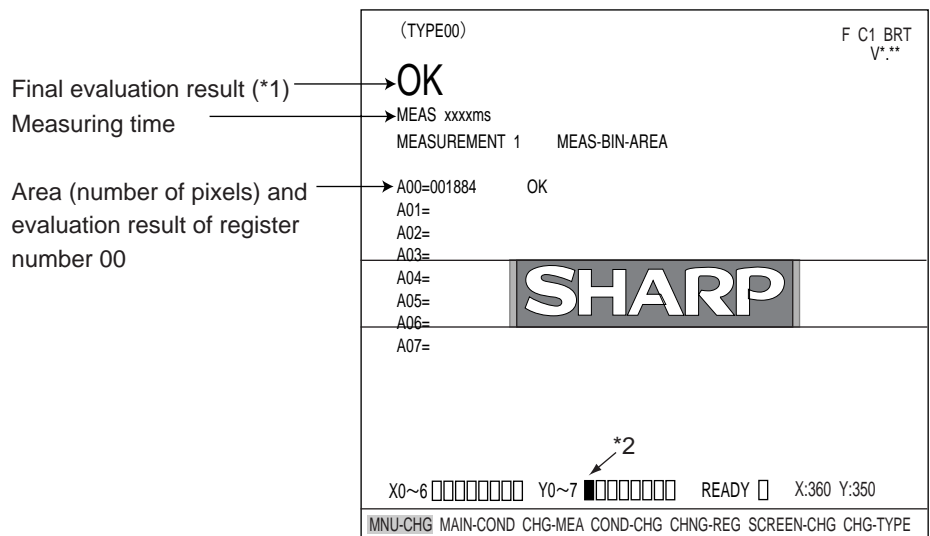 (TYPE00)
F C1 BRT
V*.**
Final evaluation result (*1)
OK
Measuring time
MEAS xxxxms
MEASUREMENT 1 MEAS-BIN-AREA
Area (number of pixels) and
evaluation result of register
number 00
A00=001884 OK
A01=
A02=
A03=
A04=
A05=
A06=
A07=
SHARP
*2
X0~6 Y0~7 READY X:360 Y:350
MNU-CHG MAIN-COND CHG-MEA COND-CHG CHNG-REG SCREEN-CHG CHG-TYPE